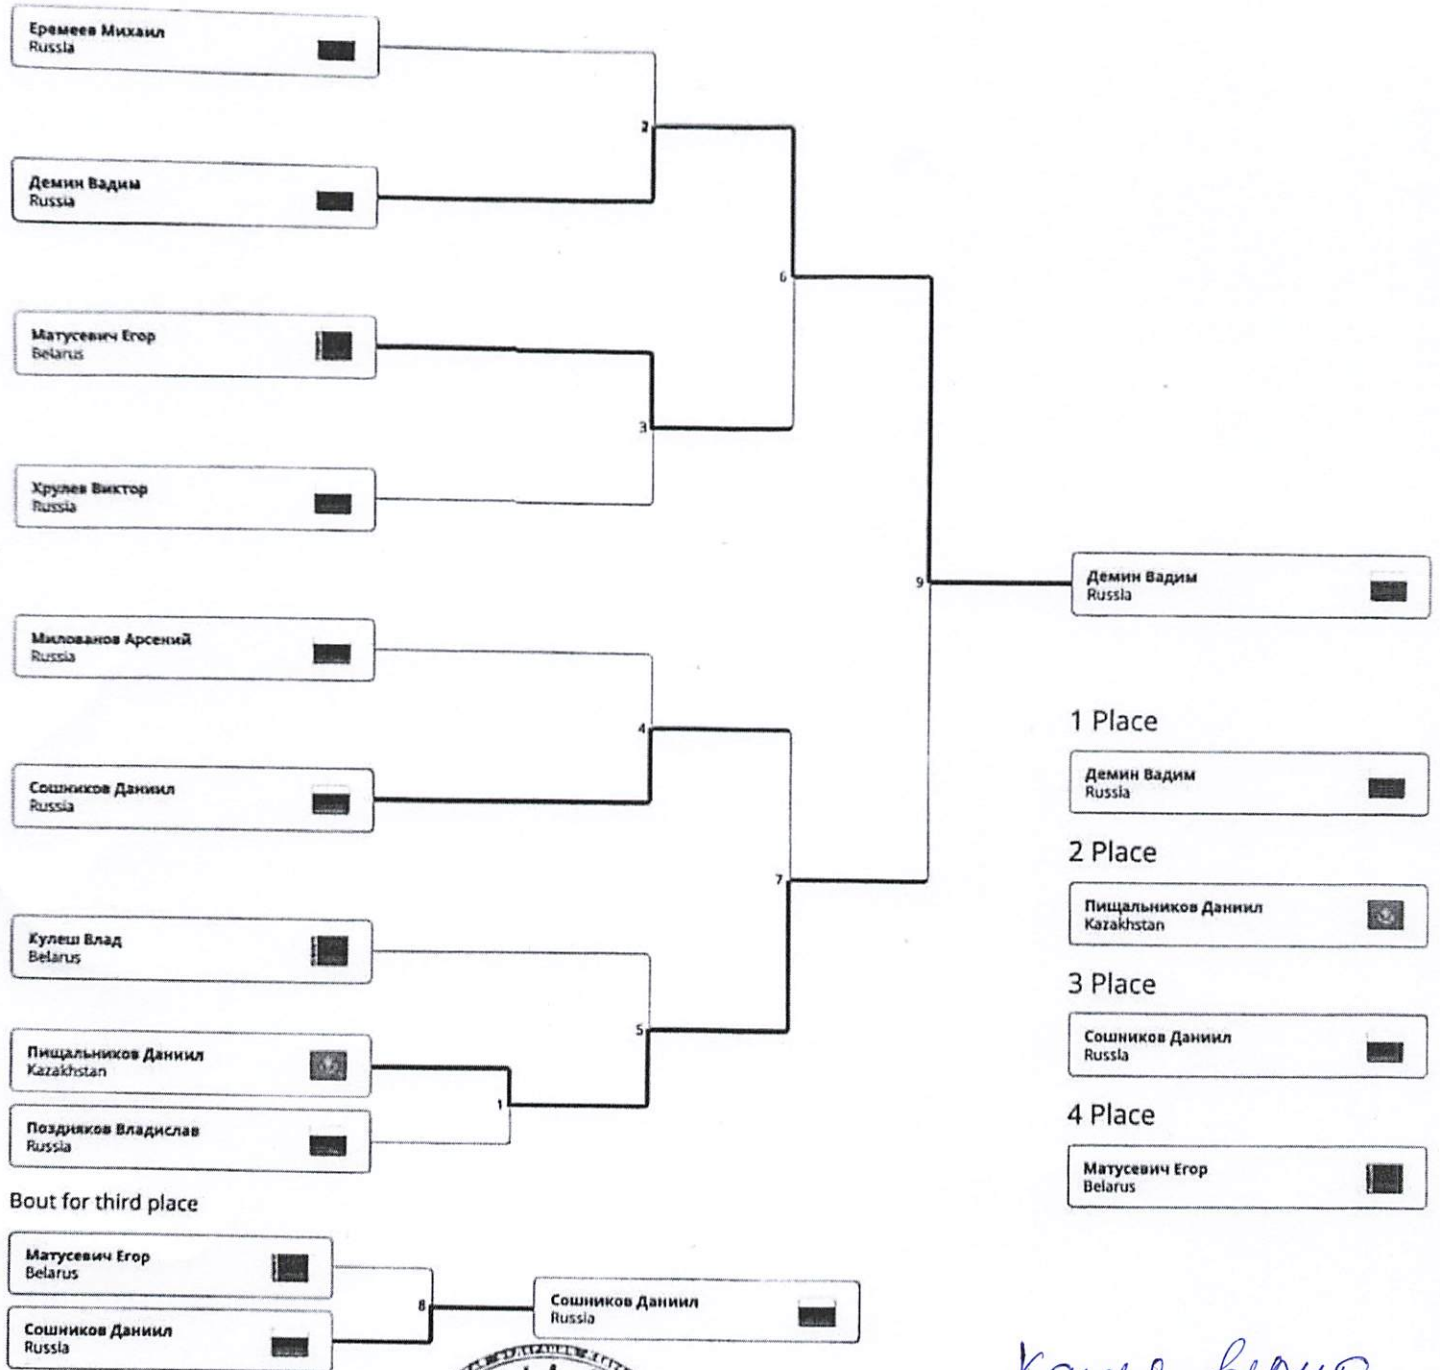 Еремеев Михаил
Russia
2
Демин Вадим
Russia
6
Матусевич Егор
Belarus
3
Хрулев Виктор
Russia
9
Демин Вадим
Russia
Милованов Арсений
Russia
1 Place
4
Демин Вадим
Russia
Сошников Даниил
Russia
2 Place
7
Пищальников Даниил
Kazakhstan
Кулеш Влад
Belarus
3 Place
5
Сошников Даниил
Russia
Пищальников Даниил
Kazakhstan
1
4 Place
Поздняков Владислав
Russia
Матусевич Егор
Belarus
Bout for third place
Матусевич Егор
Belarus
8
Сошников Даниил
Russia
Сошников Даниил
Russia